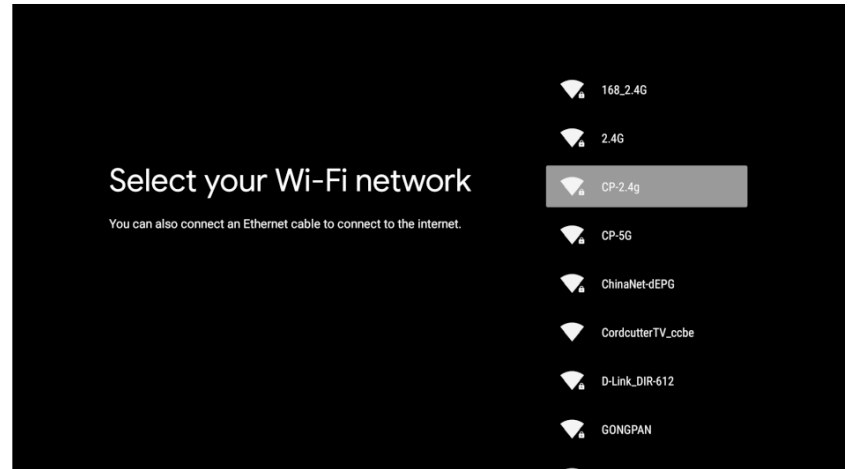 Select your Wi-Fi network
You can also connect an Ethernet cable to connect to the internet.
168_2.4G
2.4G
CP-2.4g
CP-5G
ChinaNet-dEPG
CordcutterTV_ccbe
D-Link_DIR-612
GONGPAN